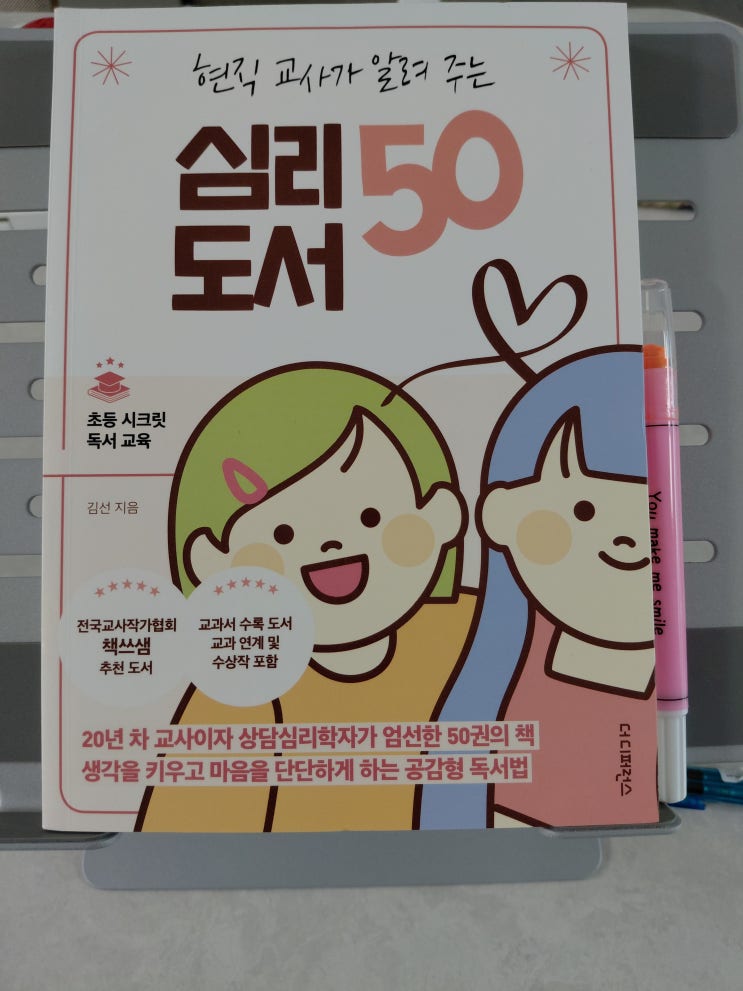 현직 교사가 알려 주는
심리 50
도서
초등 시크릿
독서 교육
김선 지음
전국교사작가협회
책쓰샘
추천 도서
교과서 수록 도서
교과 연계 및
수상작 포함
20년 차 교사이자 상담심리학자가 엄선한 50권의 책
생각을 키우고 마음을 단단하게 하는 공감형 독서법
더디퍼런스
You make me smile